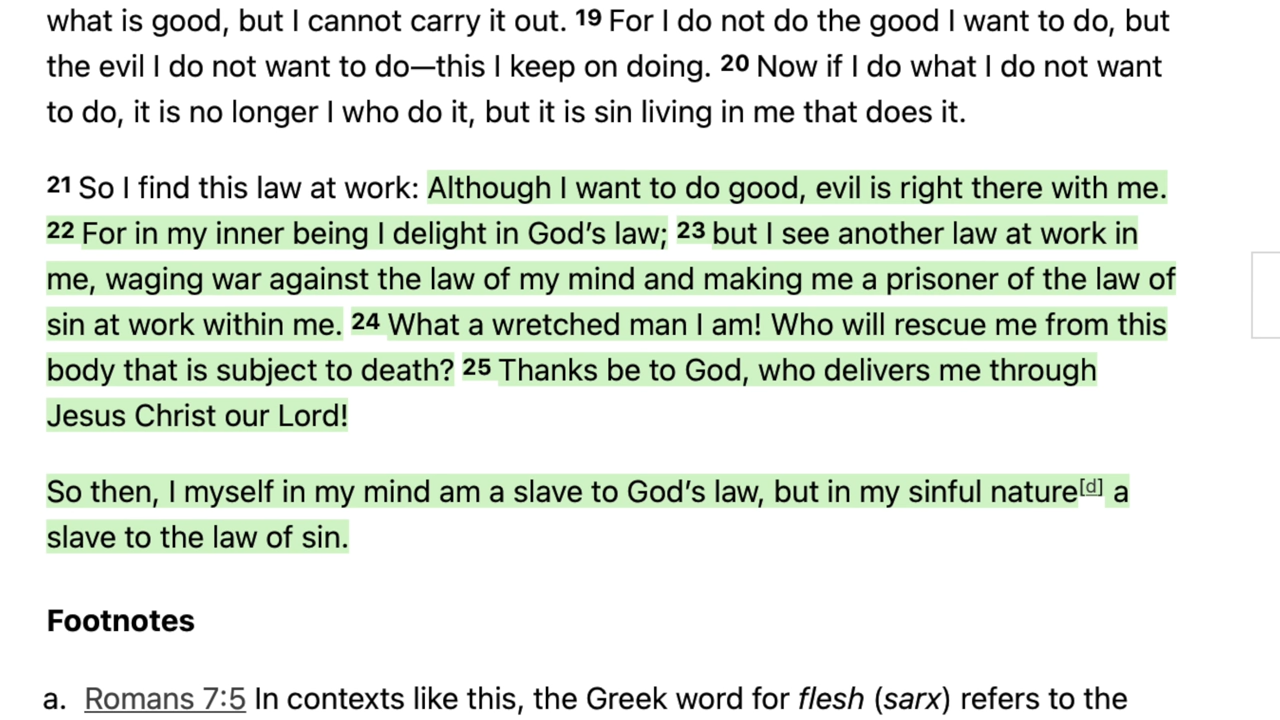 what is good, but I cannot carry it out. 19 For I do not do the good I want to do, but
the evil I do not want to do—this I keep on doing. 20 Now if I do what I do not want
to do, it is no longer I who do it, but it is sin living in me that does it.
21 So I find this law at work: Although I want to do good, evil is right there with me.
22 For in my inner being I delight in God’s law; 23 but I see another law at work in
me, waging war against the law of my mind and making me a prisoner of the law of
sin at work within me. 24 What a wretched man I am! Who will rescue me from this
body that is subject to death? 25 Thanks be to God, who delivers me through
Jesus Christ our Lord!
So then, I myself in my mind am a slave to God’s law, but in my sinful nature[d] a
slave to the law of sin.
Footnotes
a. Romans 7:5 In contexts like this, the Greek word for flesh (sarx) refers to the